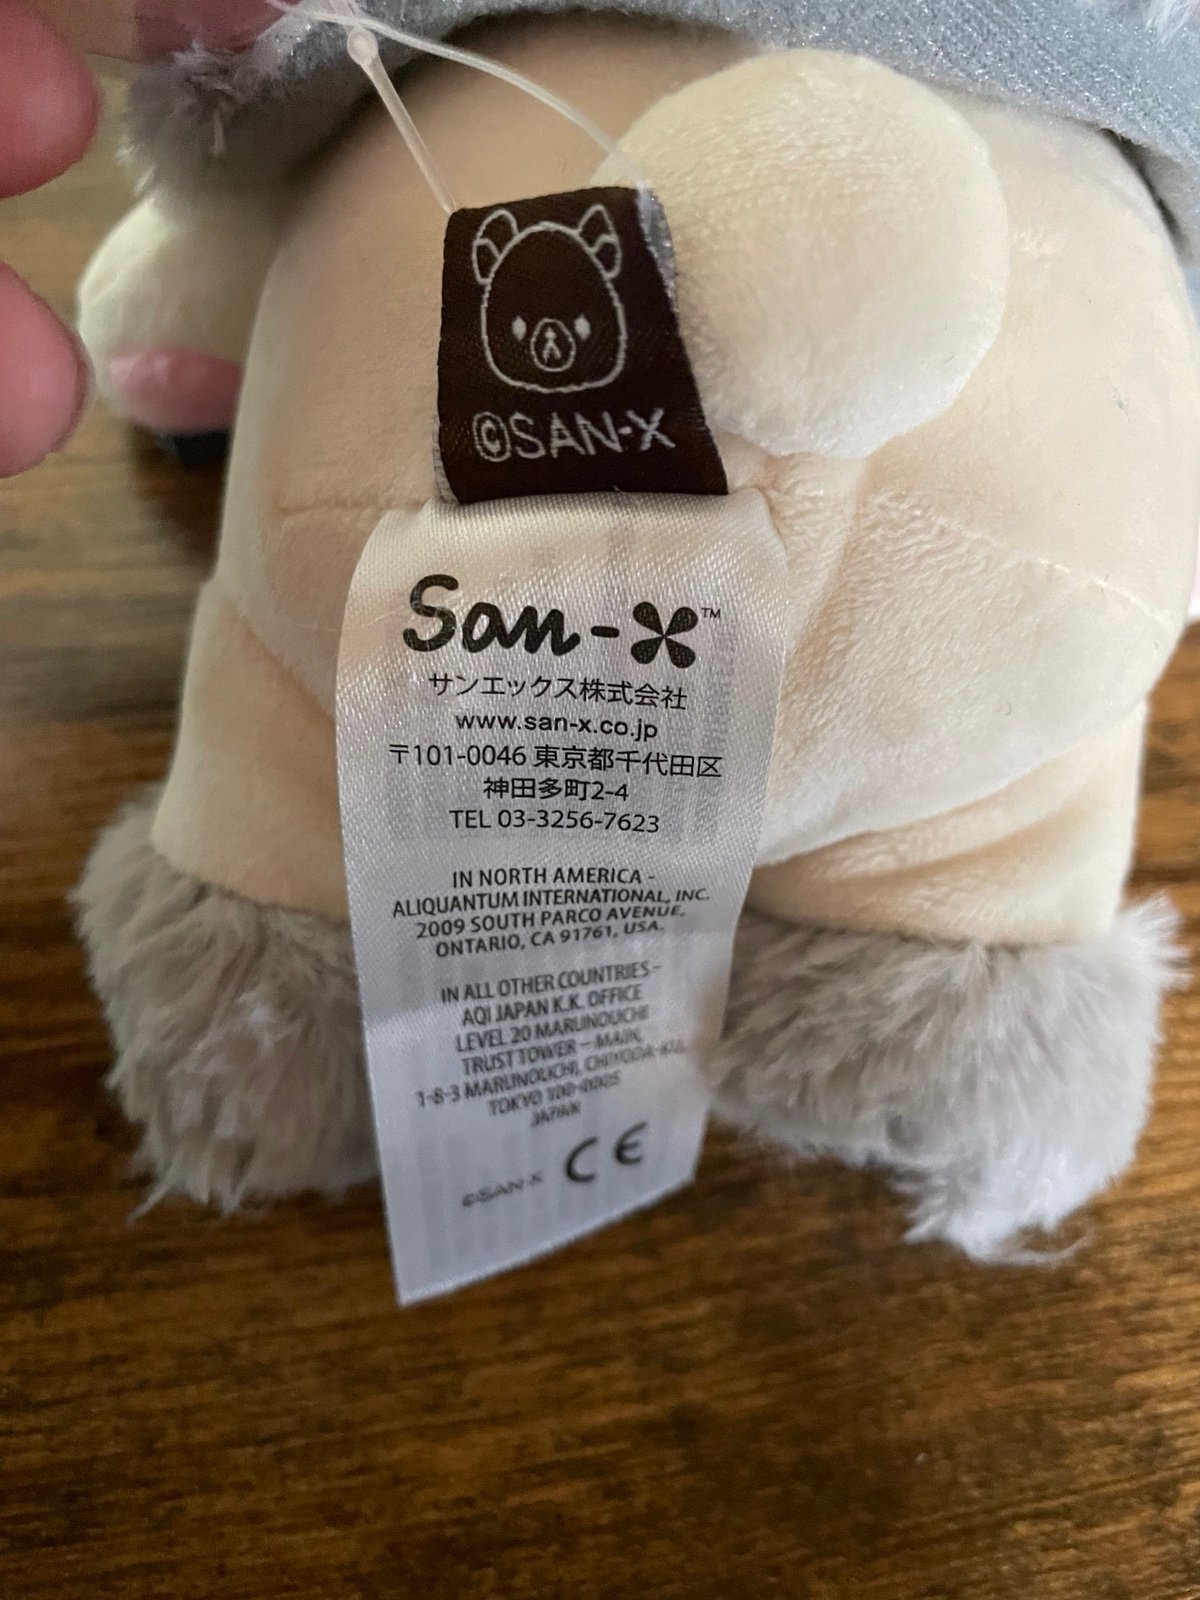 ©SAN-X
San-X™
サンエックス株式会社
www.san-x.co.jp
〒101-0046 東京都千代田区
神田多町2-4
TEL 03-3256-7623
IN NORTH AMERICA -
ALIQUANTUM INTERNATIONAL, INC.
2009 SOUTH PARCO AVENUE,
ONTARIO, CA 91761, USA.
IN ALL OTHER COUNTRIES -
AQI JAPAN K.K. OFFICE
LEVEL 20 MARUNOUCHI
TRUST TOWER - MAIN,
1-8-3 MARUNOUCHI, CHIYODA-KU,
TOKYO 100-0005
JAPAN
©SAN-X CE